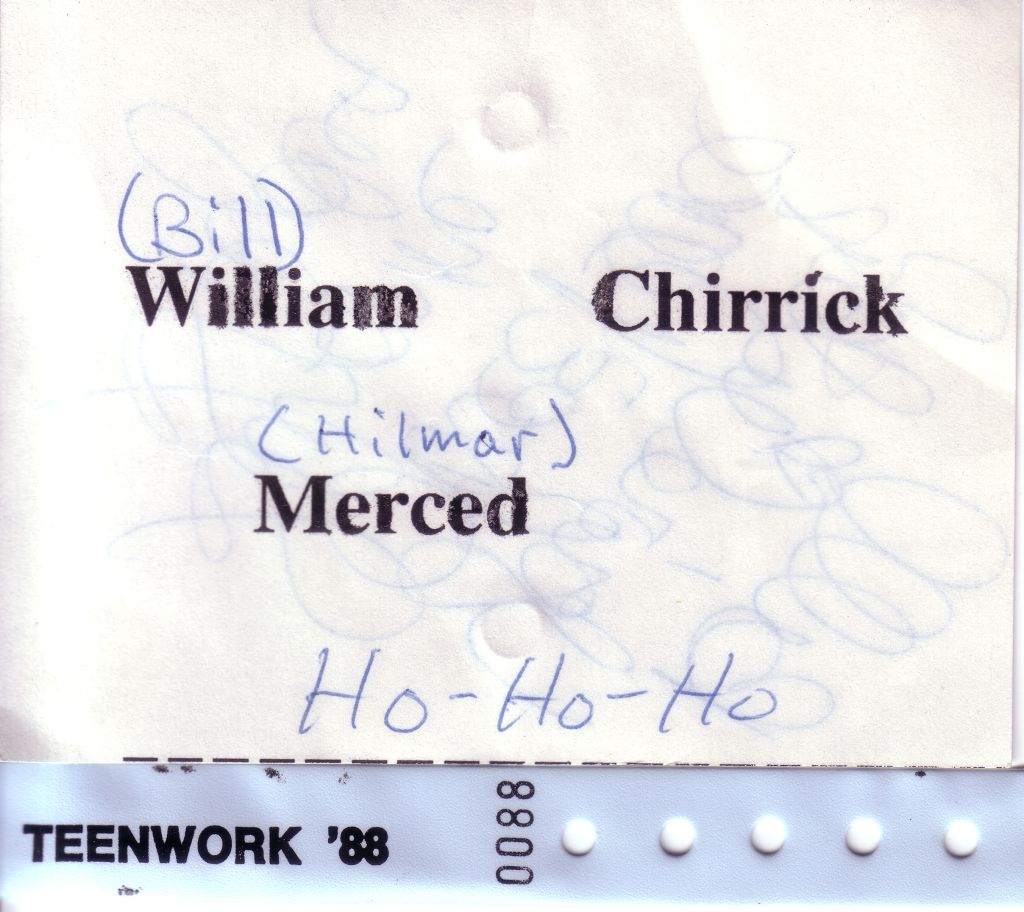 (Bill)
William Chirrick
(Hilmar)
Merced
Ho-Ho-Ho
TEENWORK '88
0088